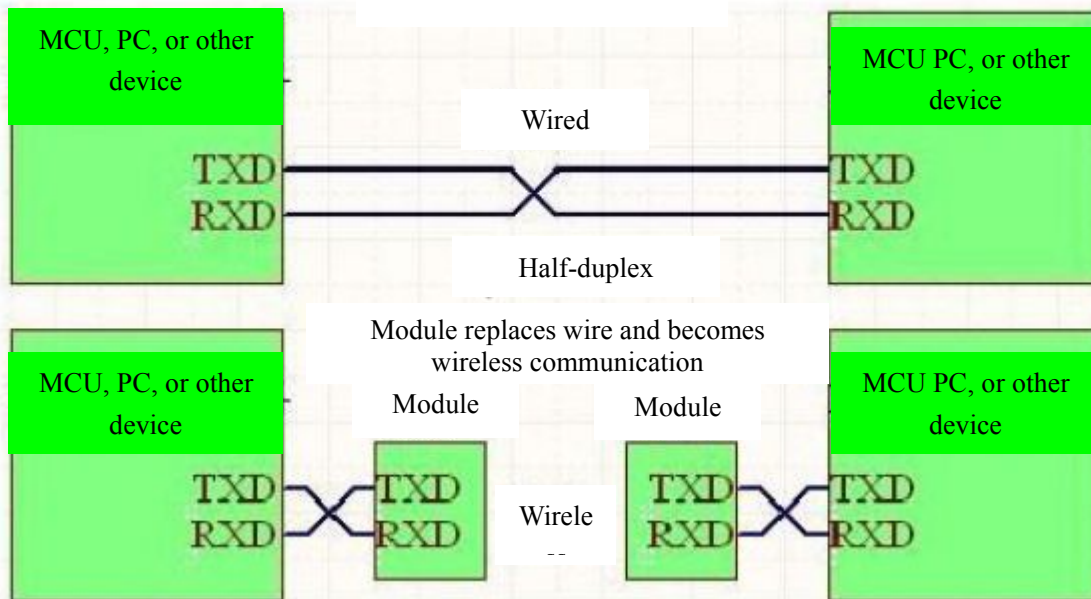 MCU, PC, or other
device
MCU PC, or other
device
Wired
TXD
TXD
RXD
RXD
Half-duplex
Module replaces wire and becomes
wireless communication
MCU, PC, or other
device
Module
Module
MCU PC, or other
device
TXD
TXD
TXD
TXD
RXD
RXD
Wirele
RXD
RXD